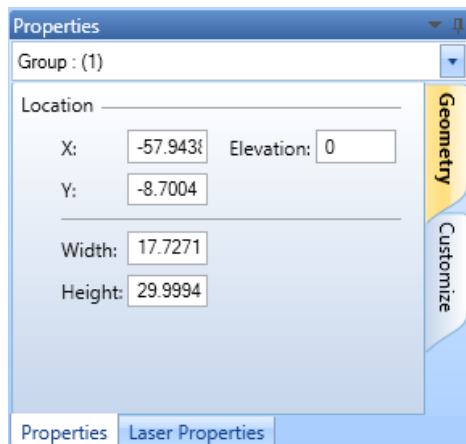 Properties
Group : (1)
Location
X: -57.9438 Elevation: 0
Y: -8.7004
Width: 17.7271
Height: 29.9994
Geometry
Customize
Properties Laser Properties